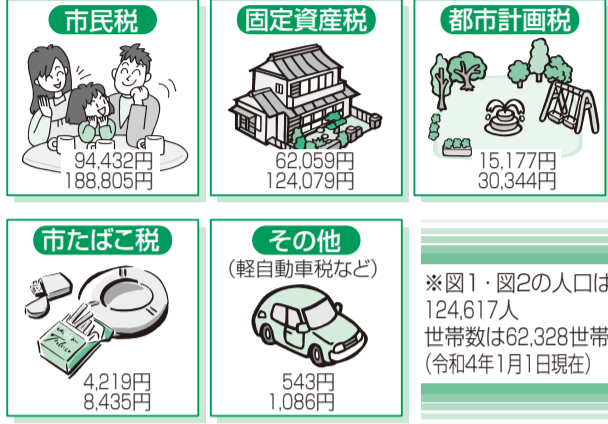 市民税
94,432円
188,805円
固定資産税
62,059円
124,079円
都市計画税
15,177円
30,344円
市たばこ税
4,219円
8,435円
その他
(軽自動車税など)
543円
1,086円
※図1・図2の人口は
124,617人
世帯数は62,328世帯
(令和4年1月1日現在)